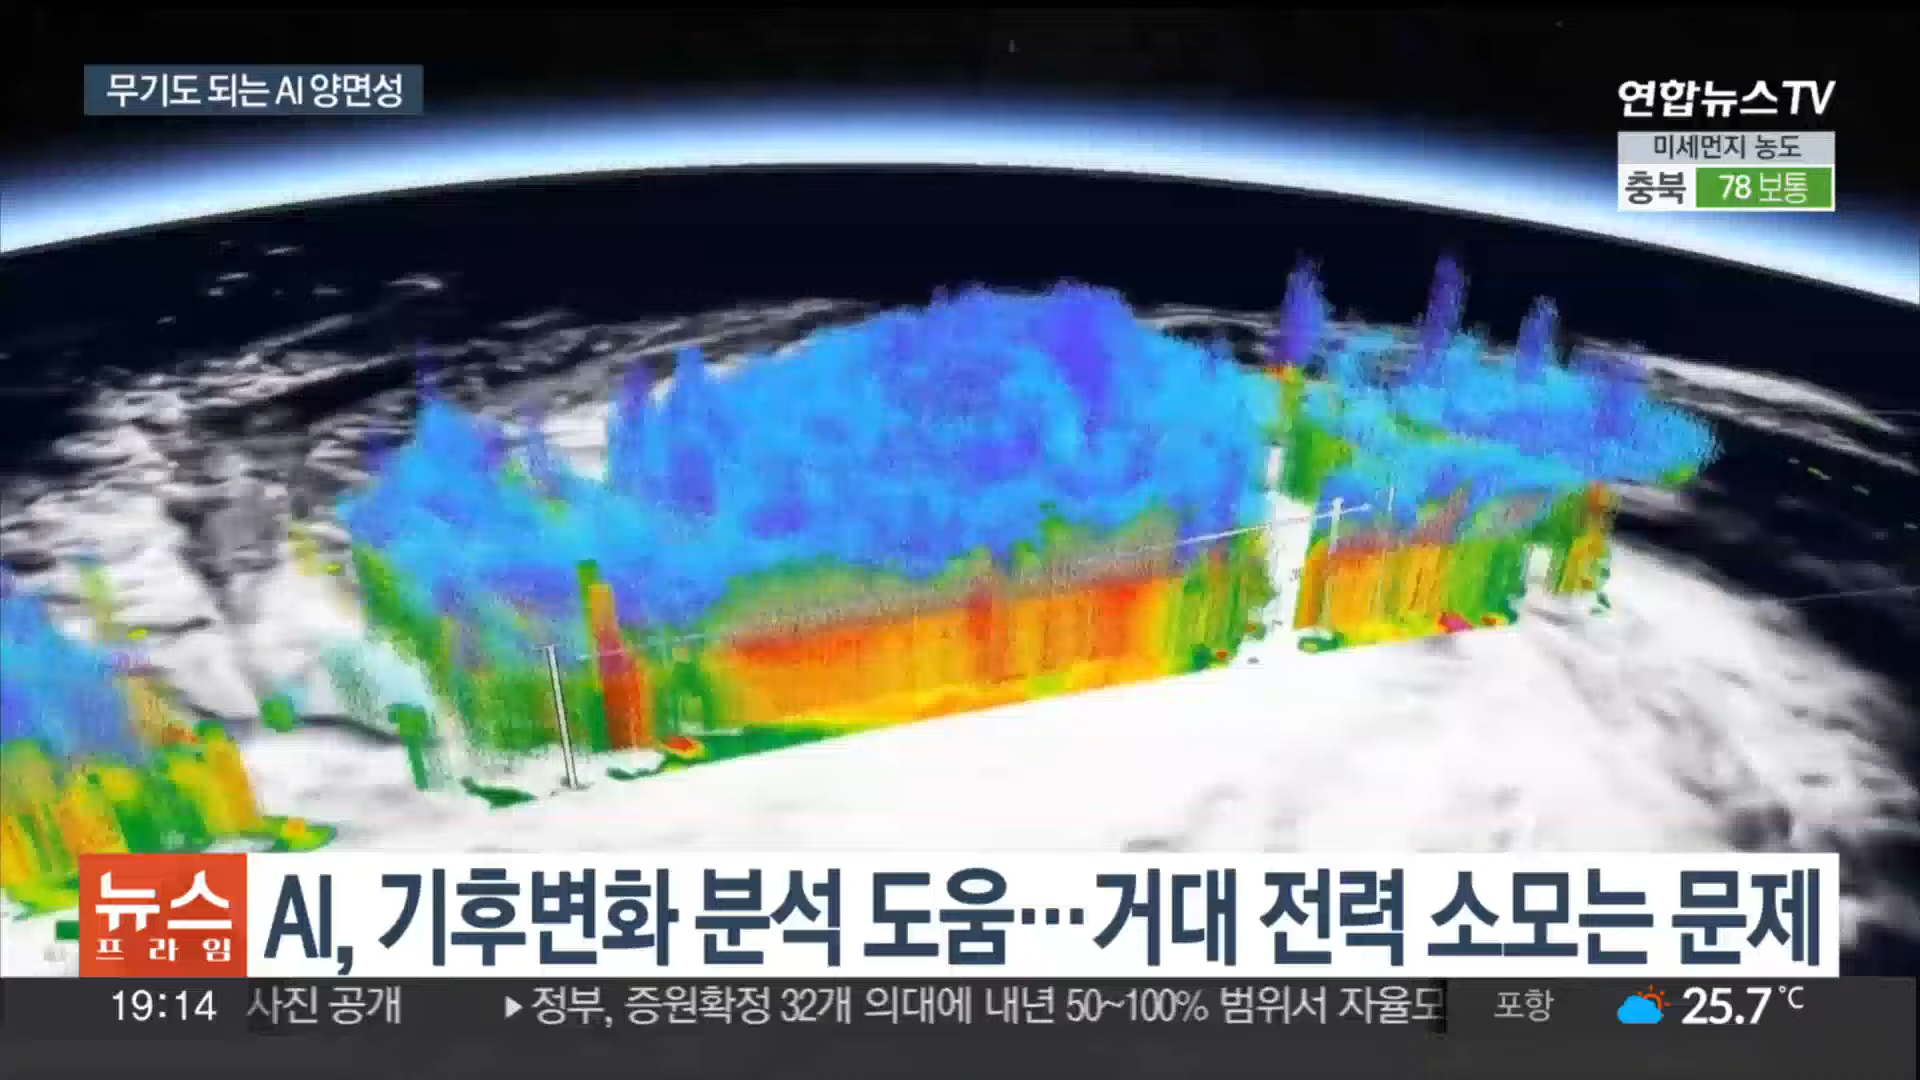 무기도 되는 AI 양면성
연합뉴스TV
미세먼지 농도
충북 78 보통
뉴스
프라임
AI, 기후변화 분석 도움…거대 전력 소모는 문제
19:14 사진 공개 ▶정부, 증원확정 32개 의대에 내년 50~100% 범위서 자율모 포항 25.7℃